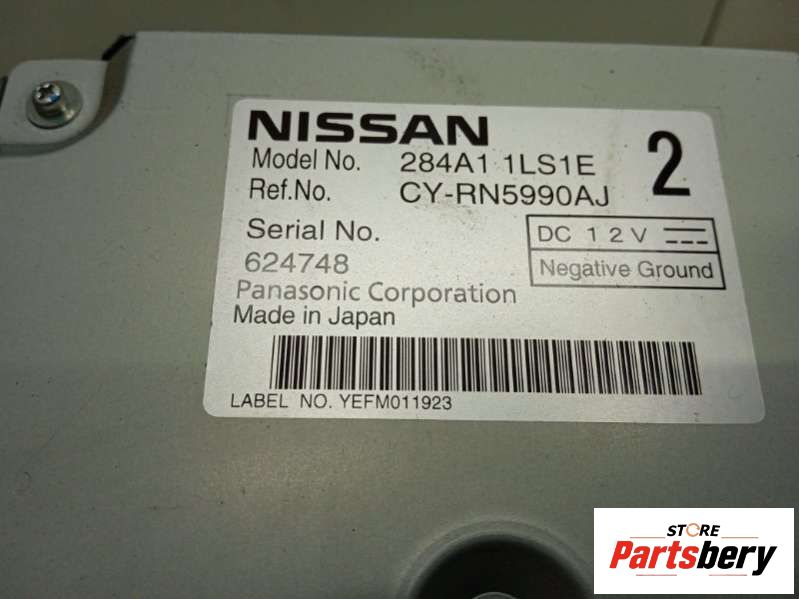 NISSAN
2
Model No. 284A1 1LS1E
Ref.No. CY-RN5990AJ
Serial No.
624748
DC 12V
Negative Ground
Panasonic Corporation
Made in Japan
LABEL NO. YEFM011923
STORE
Partsbery